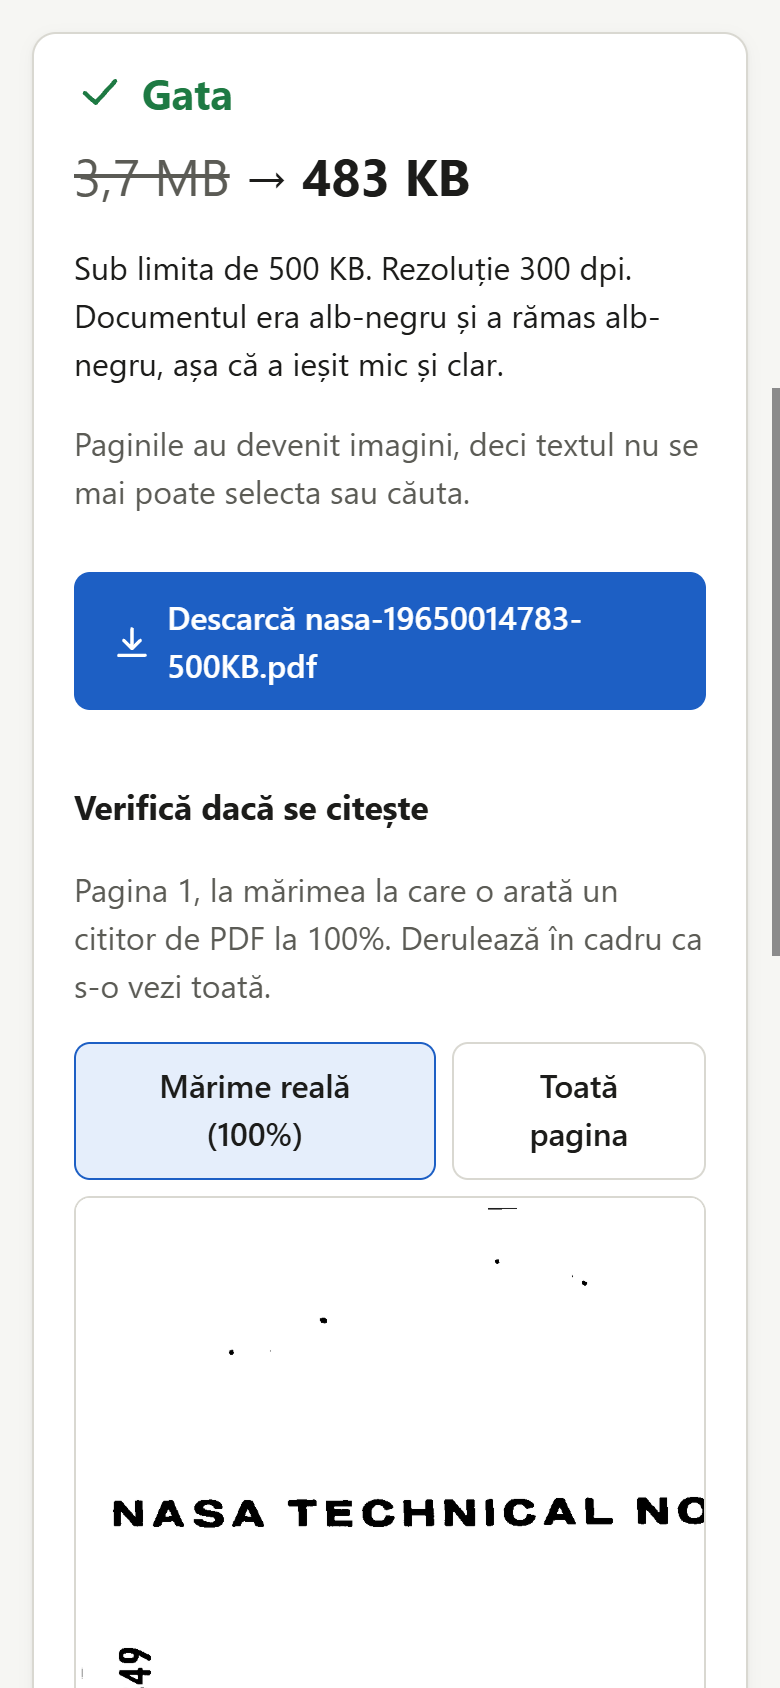 Gata
3,7 MB → 483 KB
Sub limita de 500 KB. Rezoluție 300 dpi.
Documentul era alb-negru și a rămas alb-
negru, așa că a ieșit mic și clar.
Paginile au devenit imagini, deci textul nu se
mai poate selecta sau căuta.
Descarcă nasa-19650014783-
500KB.pdf
Verifică dacă se citește
Pagina 1, la mărimea la care o arată un
cititor de PDF la 100%. Derulează în cadru ca
s-o vezi toată.
Mărime reală
(100%)
Toată
pagina
NASA TECHNICAL NO
49